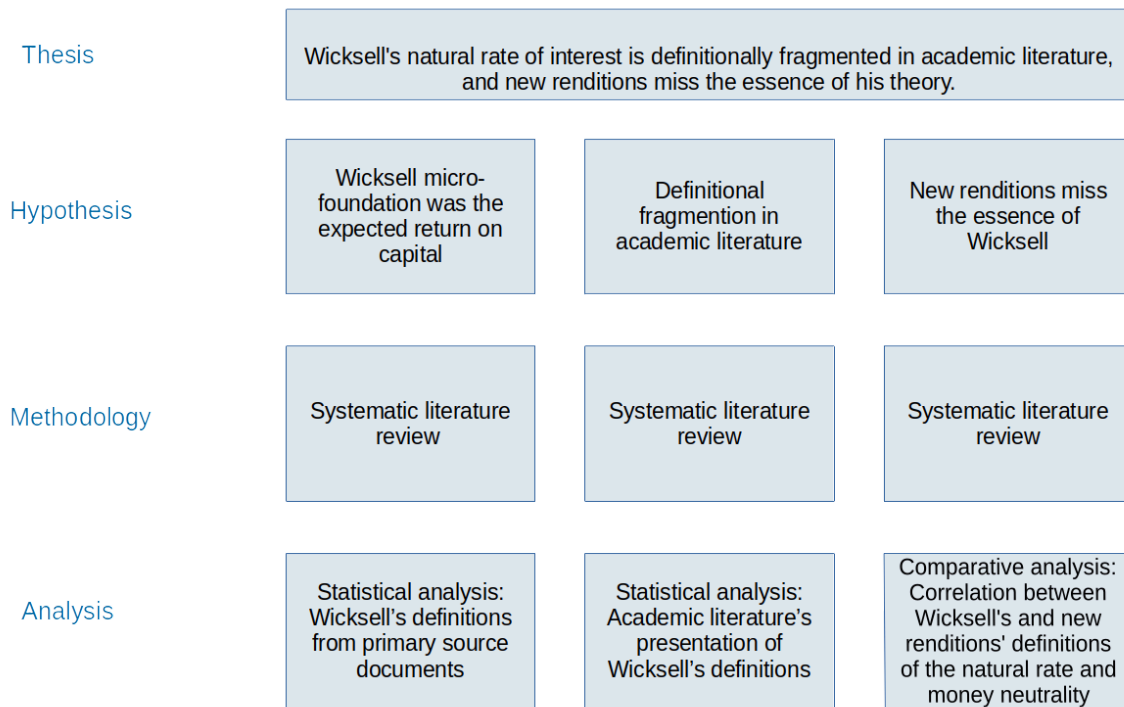 Thesis
Wicksell's natural rate of interest is definitionally fragmented in academic literature,
and new renditions miss the essence of his theory.
Hypothesis
Wicksell micro-
foundation was the
expected return on
capital
Definitional
fragmention in
academic literature
New renditions miss
the essence of
Wicksell
Methodology
Systematic literature
review
Systematic literature
review
Systematic literature
review
Analysis
Statistical analysis:
Wicksell’s definitions
from primary source
documents
Statistical analysis:
Academic literature’s
presentation of
Wicksell’s definitions
Comparative analysis:
Correlation between
Wicksell's and new
renditions' definitions
of the natural rate and
money neutrality